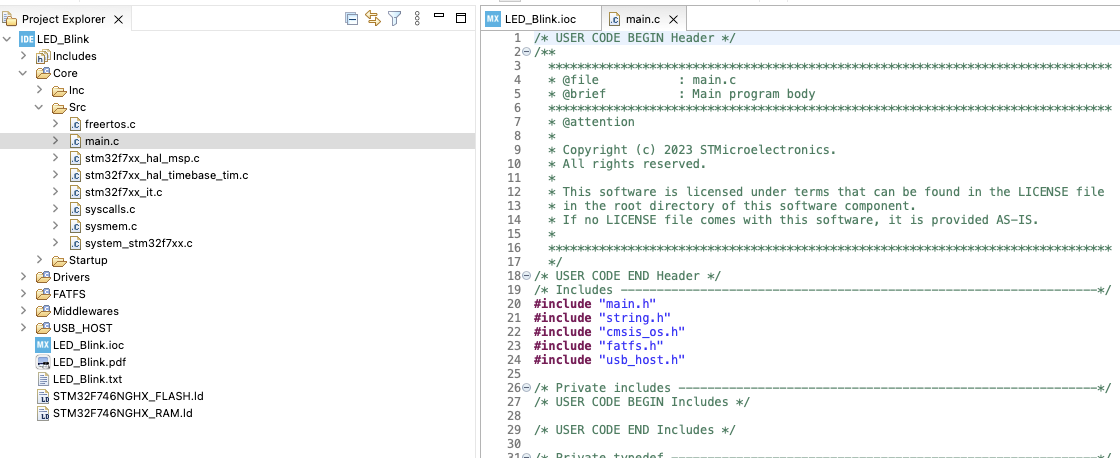 Project Explorer
LED_Blink
Includes
Core
Inc
Src
freertos.c
main.c
stm32f7xx_hal_msp.c
stm32f7xx_hal_timebase_tim.c
stm32f7xx_it.c
syscalls.c
sysmem.c
system_stm32f7xx.c
Startup
Drivers
FATFS
Middlewares
USB_HOST
LED_Blink.ioc
LED_Blink.pdf
LED_Blink.txt
STM32F746NGHX_FLASH.ld
STM32F746NGHX_RAM.ld
LED_Blink.ioc
main.c
1 /* USER CODE BEGIN Header */
2 /**
3 ******************************************************************************
4 * @file : main.c
5 * @brief : Main program body
6 ******************************************************************************
7 * @attention
8 *
9 * Copyright (c) 2023 STMicroelectronics.
10 * All rights reserved.
11 *
12 * This software is licensed under terms that can be found in the LICENSE file
13 * in the root directory of this software component.
14 * If no LICENSE file comes with this software, it is provided AS-IS.
15 *
16 ******************************************************************************
17 */
18 /* USER CODE END Header */
19 /* Includes ------------------------------------------------------------------*/
20 #include "main.h"
21 #include "string.h"
22 #include "cmsis_os.h"
23 #include "fatfs.h"
24 #include "usb_host.h"
25
26 /* Private includes ----------------------------------------------------------*/
27 /* USER CODE BEGIN Includes */
28
29 /* USER CODE END Includes */
30
31 /* Private typedef -----------------------------------------------------------*/